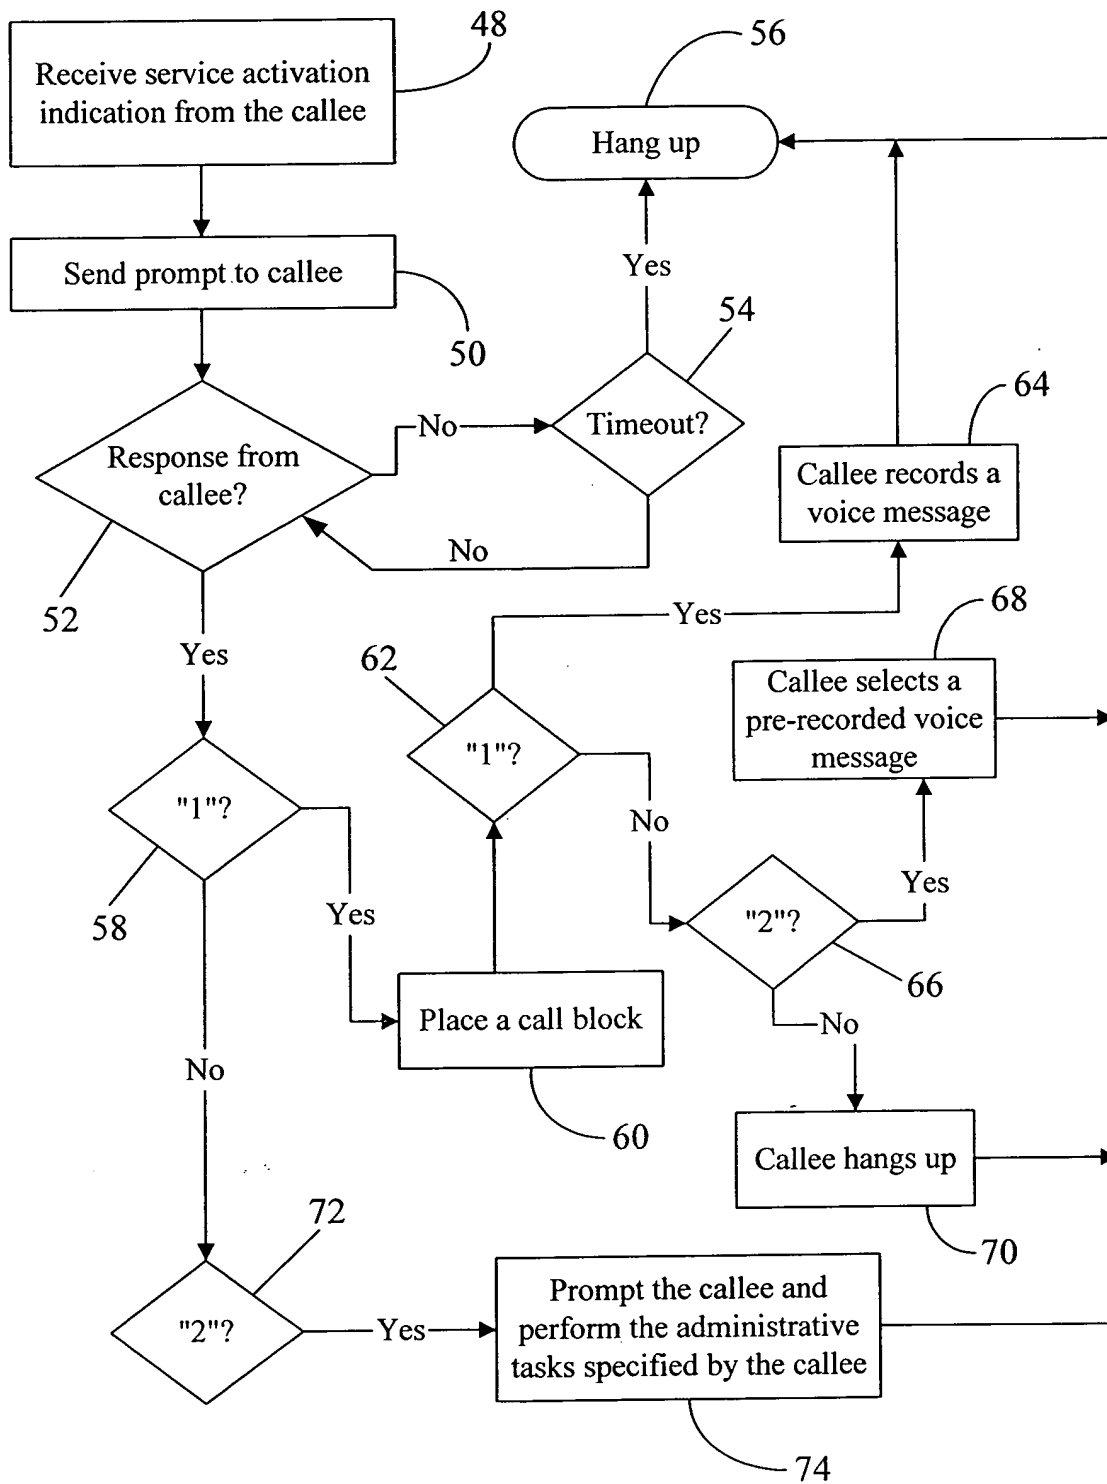 48
56
Receive service activation
indication from the callee
Hang up
Send prompt to callee
Yes
50
54
64
Response from
callee?
No
Timeout?
Callee records a
voice message
No
52
Yes
68
Yes
62
Callee selects a
pre-recorded voice
message
"1"?
"1"?
No
58
Yes
Yes
"2"?
66
Place a call block
No
No
60
Callee hangs up
72
70
"2"?
Yes
Prompt the callee and
perform the administrative
tasks specified by the callee
74